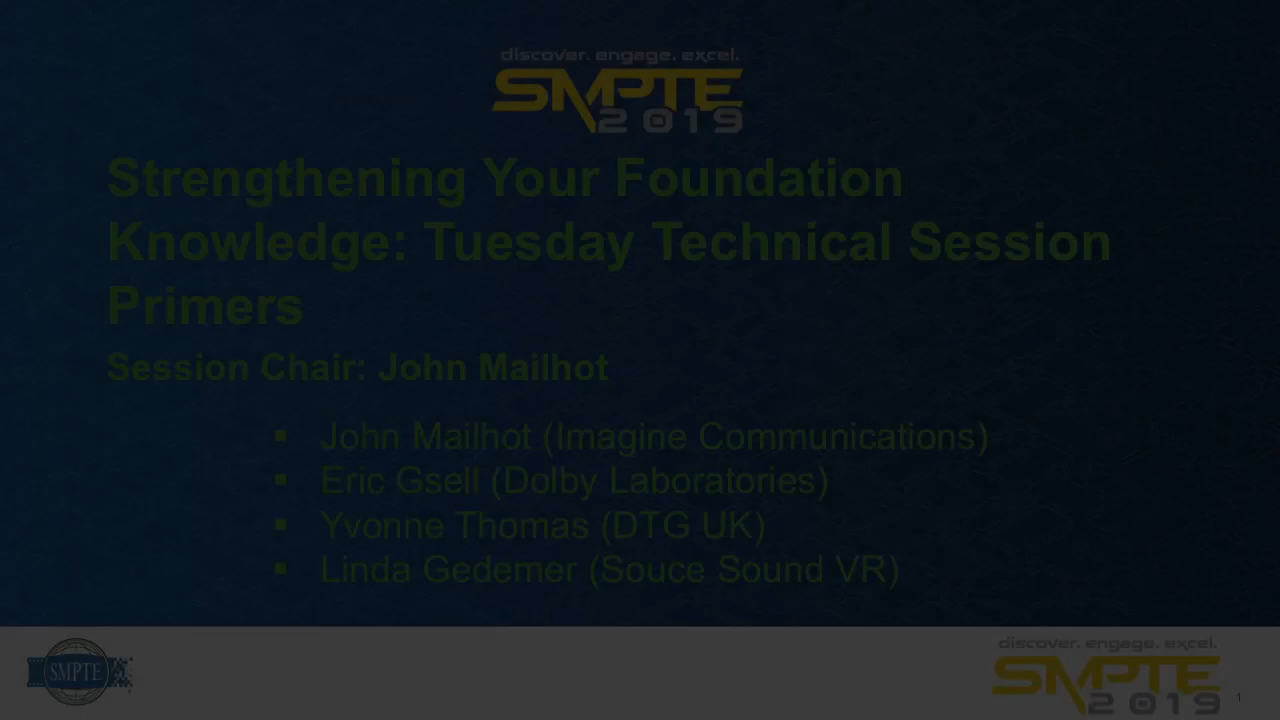 discover. engage. excel.
SMPTE
2019
Strengthening Your Foundation
Knowledge: Tuesday Technical Session
Primers
Session Chair: John Mailhot
▪ John Mailhot (Imagine Communications)
▪ Eric Gsell (Dolby Laboratories)
▪ Yvonne Thomas (DTG UK)
▪ Linda Gedemer (Souce Sound VR)
SMPTE
discover. engage. excel.
SMPTE
2019
1